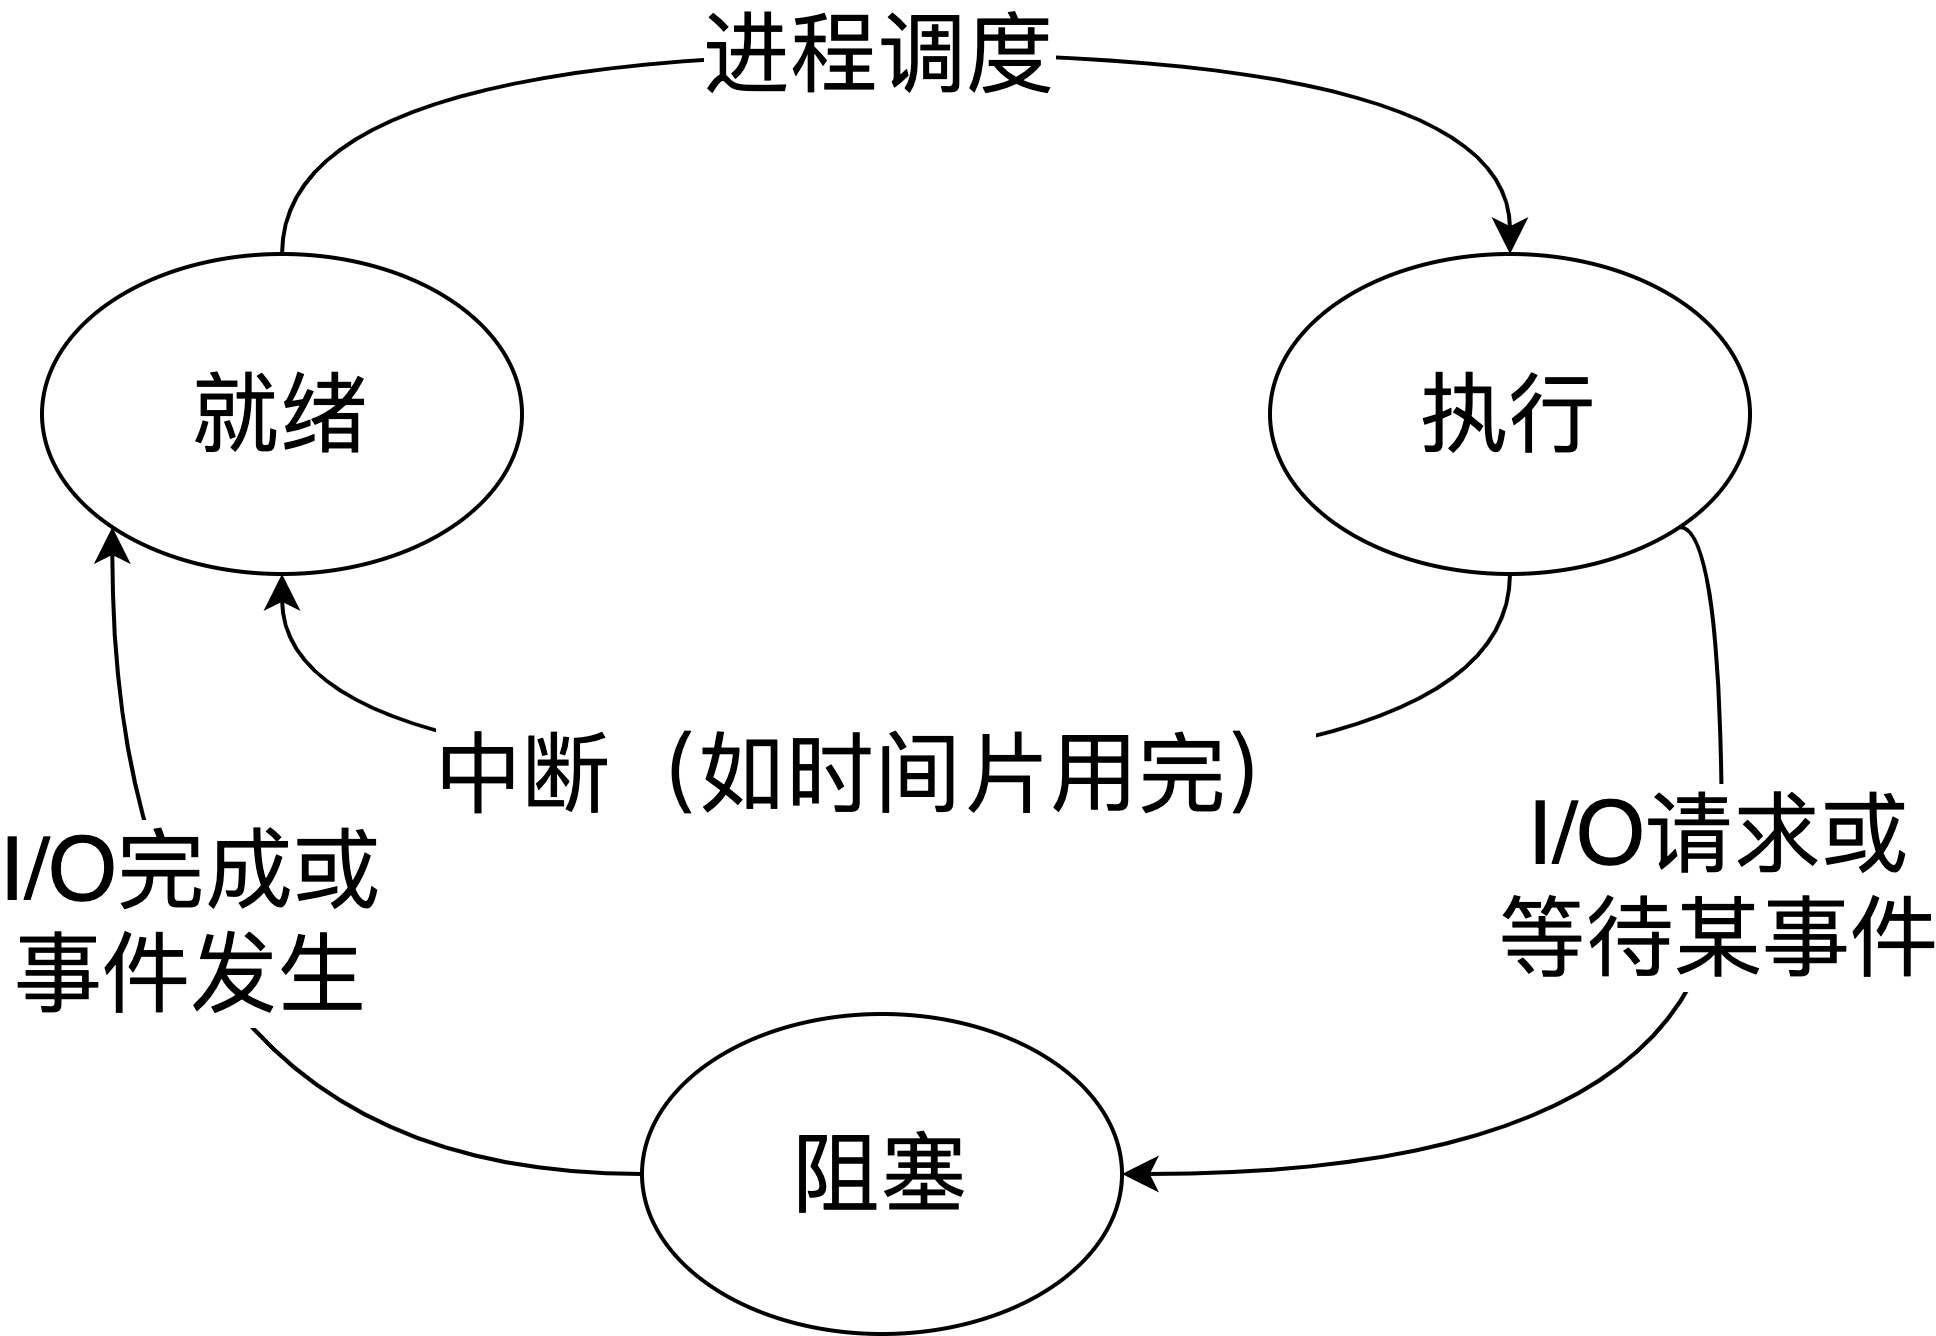 进程调度
就绪
执行
中断（如时间片用完）
I/O请求或
等待某事件
I/O完成或
事件发生
阻塞